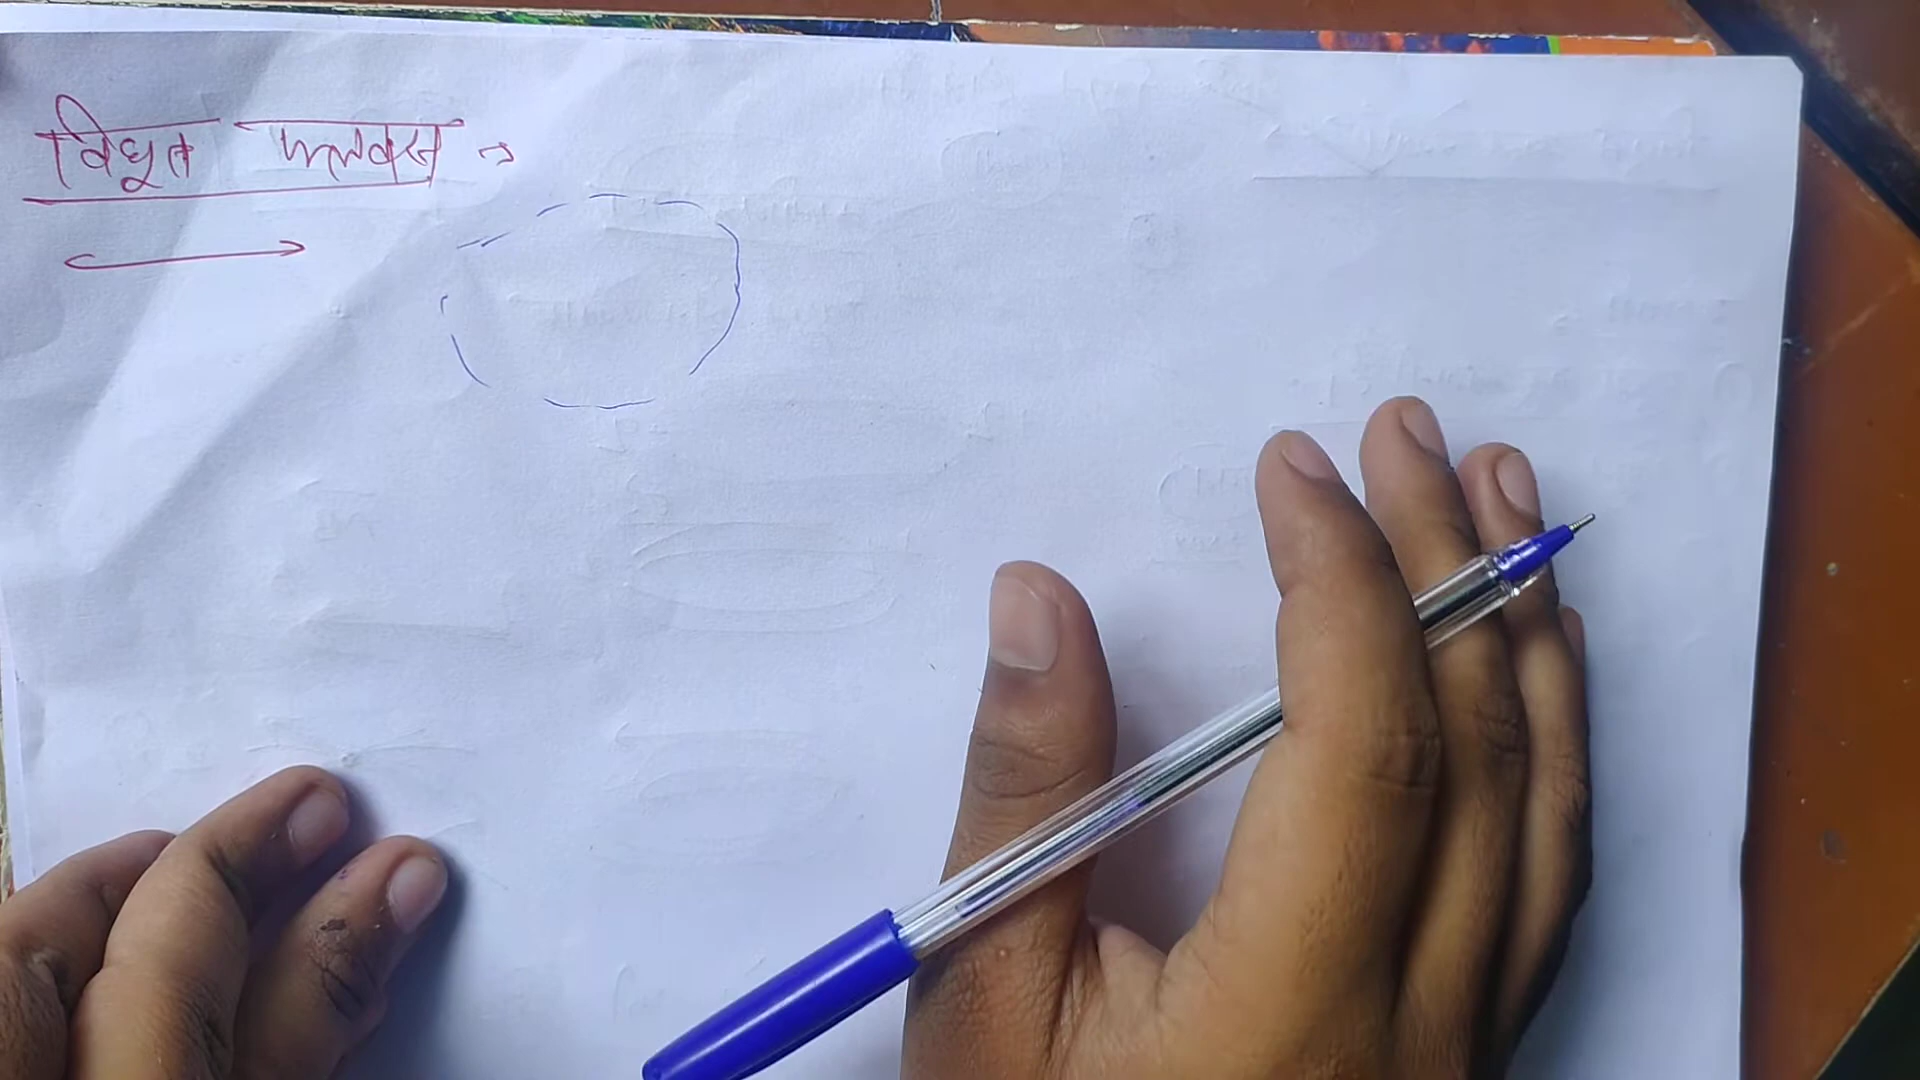 विधूत फ्लक्स →